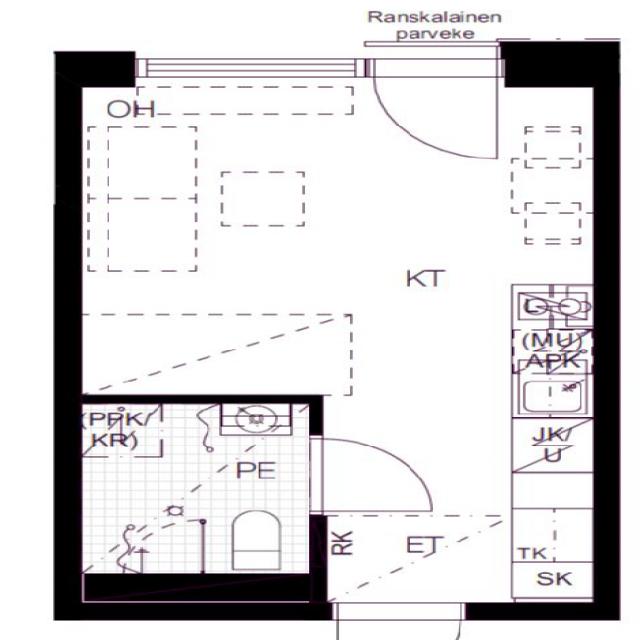 Ranskalainen
parveke
OH
KT
L
(MU)
APK
(PPK/
KR)
JK/
U
PE
RK
ET
TK
SK